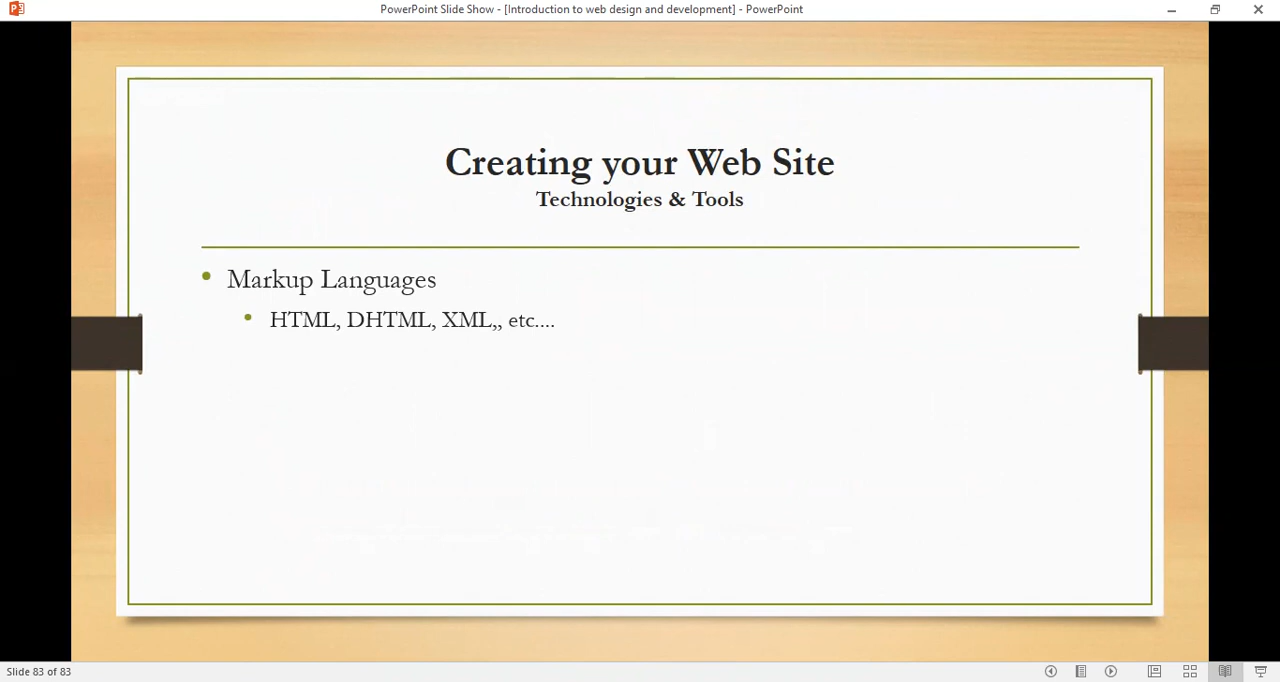 PowerPoint Slide Show - [Introduction to web design and development] - PowerPoint
Creating your Web Site
Technologies & Tools
• Markup Languages
• HTML, DHTML, XML,, etc....
Slide 83 of 83